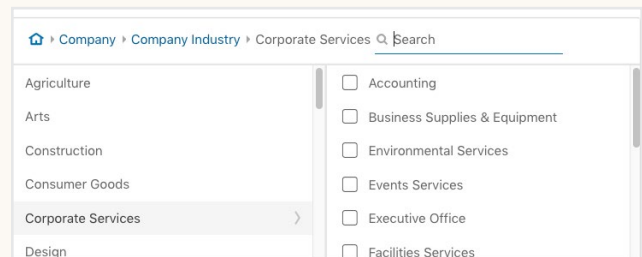 Company Company Industry Corporate Services Search
Agriculture
Arts
Construction
Consumer Goods
Corporate Services
Design
Accounting
Business Supplies & Equipment
Environmental Services
Events Services
Executive Office
Facilities Services